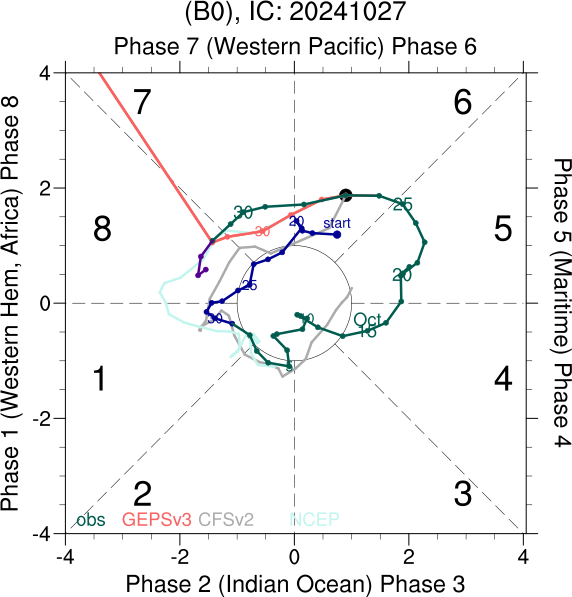 (B0), IC: 20241027
Phase 7 (Western Pacific) Phase 6
4
7
6
2
30
25
20
start
30
8
5
20
25
0
30
Oct
15
5
1
4
-2
2
3
obs GEPSv3 CFSv2 NCEP
-4
-4 -2 0 2 4
Phase 2 (Indian Ocean) Phase 3
Phase 1 (Western Hem, Africa) Phase 8
Phase 5 (Maritime) Phase 4